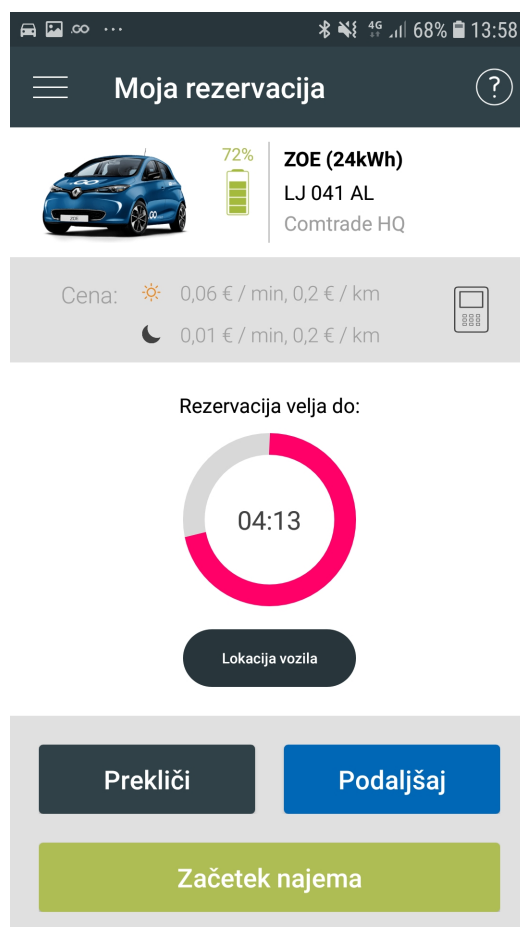 4G 68% 13:58
Moja rezervacija ?
72% ZOE (24kWh)
LJ 041 AL
Comtrade HQ
Cena: 0,06 € / min, 0,2 € / km
0,01 € / min, 0,2 € / km
Rezervacija velja do:
04:13
Lokacija vozila
Prekliči Podaljšaj
Začetek najema